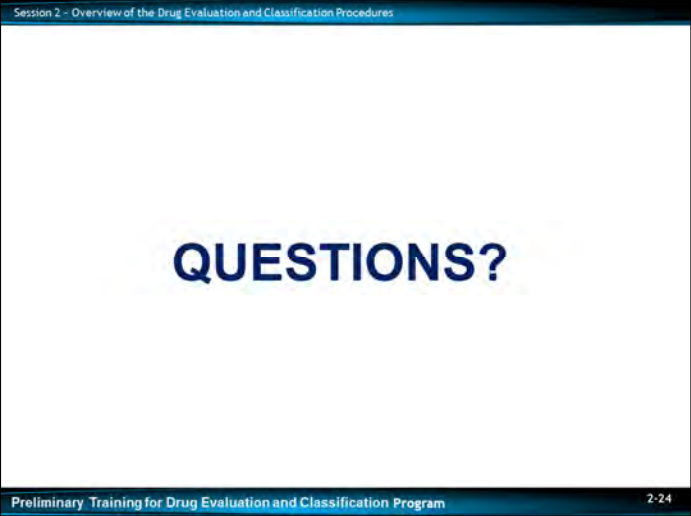 Session 2 - Overview of the Drug Evaluation and Classification Procedures
QUESTIONS?
Preliminary Training for Drug Evaluation and Classification Program
2-24